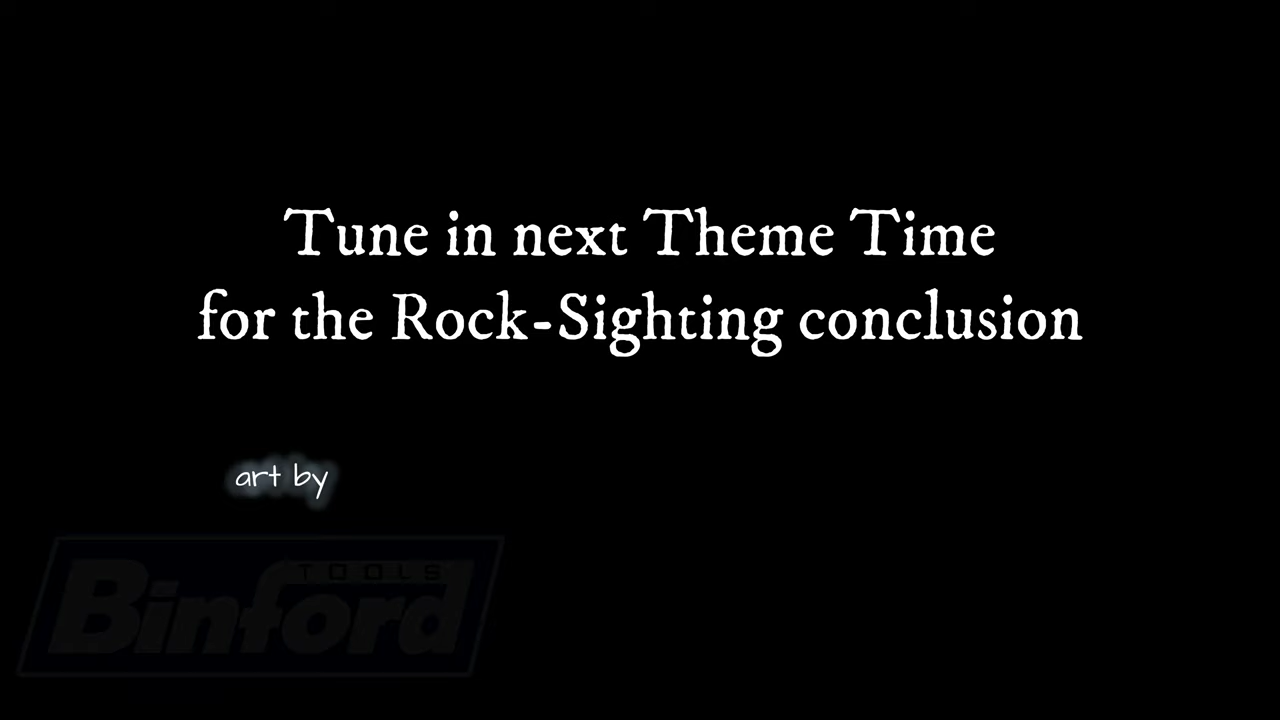 Tune in next Theme Time
for the Rock-Sighting conclusion
art by
TOOLS
Binford